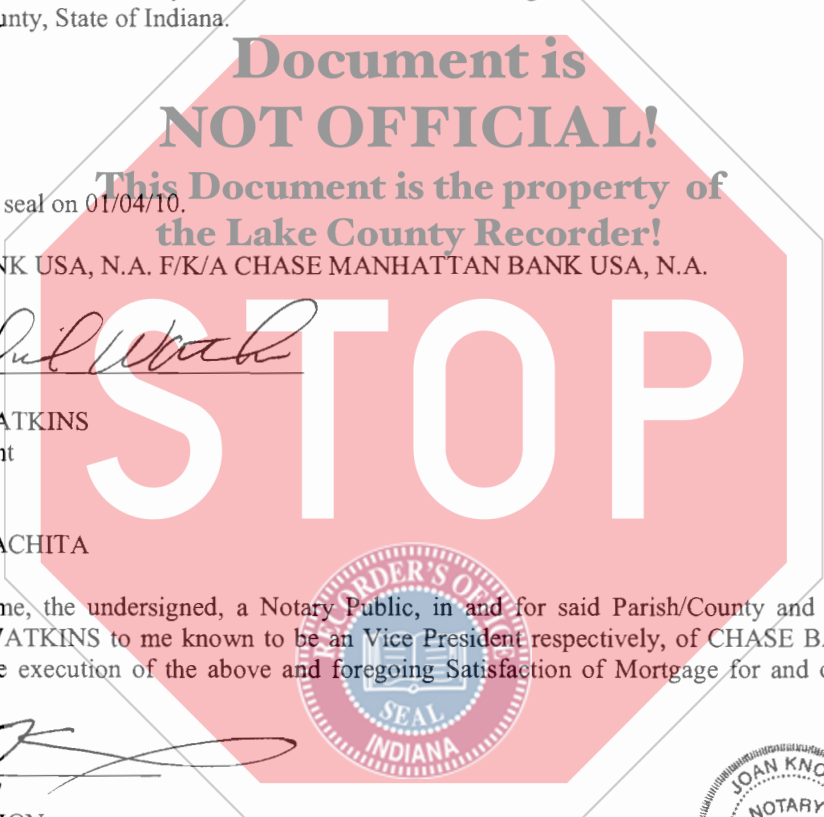 unty, State of Indiana.
Document is
NOT OFFICIAL!
This Document is the property of
seal on 01/04/10.
the Lake County Recorder!
NK USA, N.A. F/K/A CHASE MANHATTAN BANK USA, N.A.
STOP
ATKINS
nt
ACHITA
RECORDER'S OFFICE
me, the undersigned, a Notary Public, in and for said Parish/County and
ATKINS to me known to be an Vice President respectively, of CHASE BA
e execution of the above and foregoing Satisfaction of Mortgage for and o
SEAL
INDIANA
JOAN KNO
NOTARY